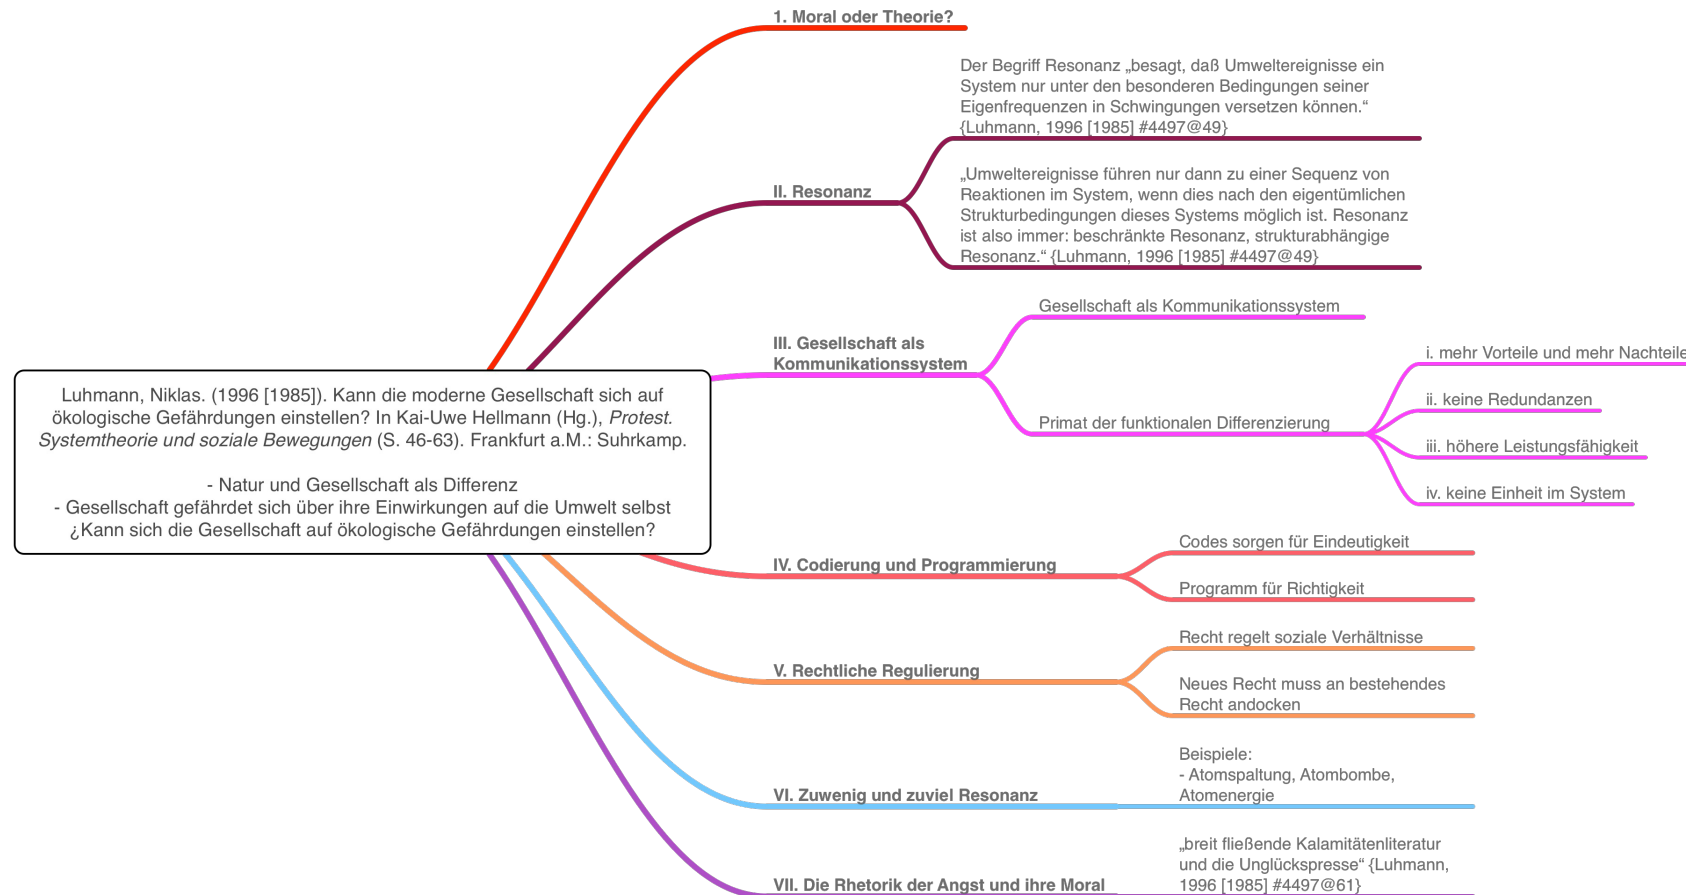 1. Moral oder Theorie?
Der Begriff Resonanz „besagt, daß Umweltereignisse ein
System nur unter den besonderen Bedingungen seiner
Eigenfrequenzen in Schwingungen versetzen können.“
{Luhmann, 1996 [1985] #4497@49}
II. Resonanz
„Umweltereignisse führen nur dann zu einer Sequenz von
Reaktionen im System, wenn dies nach den eigentümlichen
Strukturbedingungen dieses Systems möglich ist. Resonanz
ist also immer: beschränkte Resonanz, strukturabhängige
Resonanz.“ {Luhmann, 1996 [1985] #4497@49}
III. Gesellschaft als
Kommunikationssystem
Gesellschaft als Kommunikationssystem
Primat der funktionalen Differenzierung
i. mehr Vorteile und mehr Nachteile
ii. keine Redundanzen
iii. höhere Leistungsfähigkeit
iv. keine Einheit im System
Luhmann, Niklas. (1996 [1985]). Kann die moderne Gesellschaft sich auf
ökologische Gefährdungen einstellen? In Kai-Uwe Hellmann (Hg.), Protest.
Systemtheorie und soziale Bewegungen (S. 46-63). Frankfurt a.M.: Suhrkamp.
- Natur und Gesellschaft als Differenz
- Gesellschaft gefährdet sich über ihre Einwirkungen auf die Umwelt selbst
¿Kann sich die Gesellschaft auf ökologische Gefährdungen einstellen?
IV. Codierung und Programmierung
Codes sorgen für Eindeutigkeit
Programm für Richtigkeit
V. Rechtliche Regulierung
Recht regelt soziale Verhältnisse
Neues Recht muss an bestehendes
Recht andocken
VI. Zuwenig und zuviel Resonanz
Beispiele:
- Atomspaltung, Atombombe,
Atomenergie
VII. Die Rhetorik der Angst und ihre Moral
„breit fließende Kalamitätenliteratur
und die Unglückspresse“ {Luhmann,
1996 [1985] #4497@61}